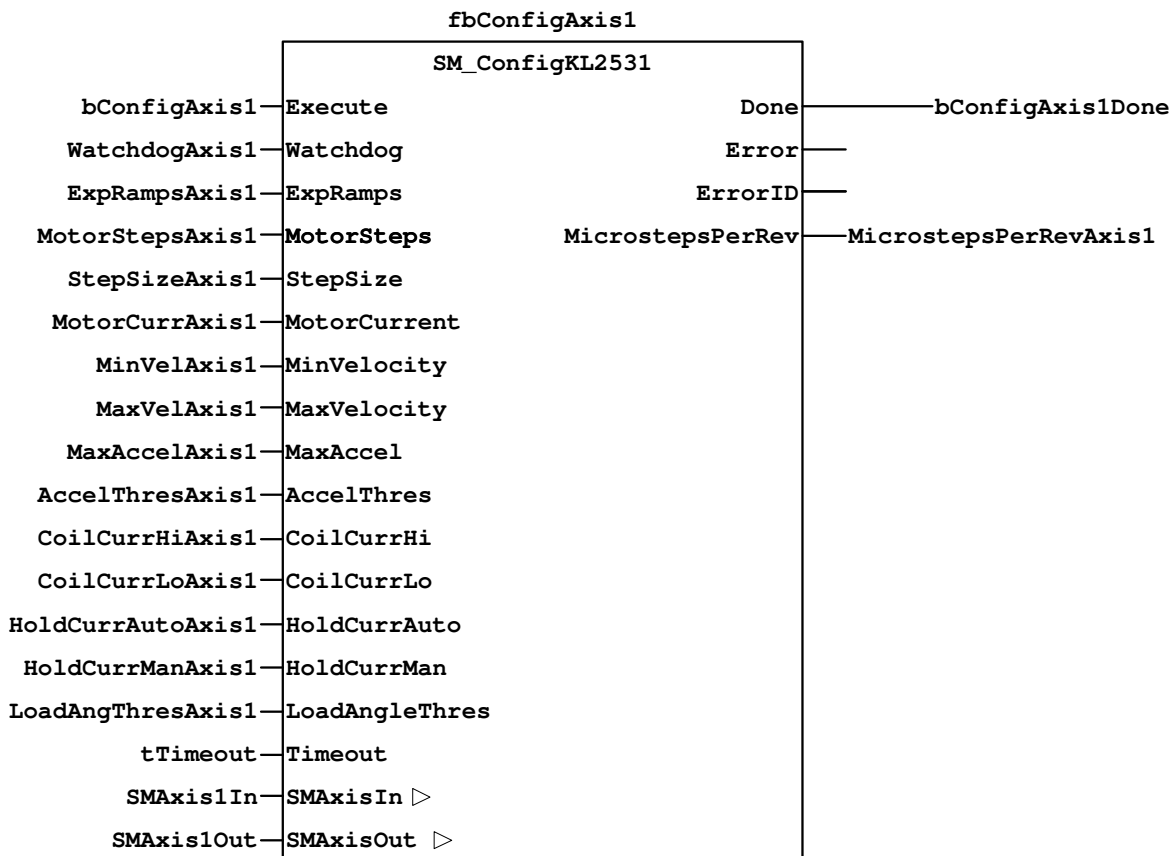 fbConfigAxis1
SM_ConfigKL2531
bConfigAxis1 Execute Done bConfigAxis1Done
WatchdogAxis1 Watchdog Error
ExpRampsAxis1 ExpRamps ErrorID
MotorStepsAxis1 MotorSteps MicrostepsPerRev MicrostepsPerRevAxis1
StepSizeAxis1 StepSize
MotorCurrAxis1 MotorCurrent
MinVelAxis1 MinVelocity
MaxVelAxis1 MaxVelocity
MaxAccelAxis1 MaxAccel
AccelThresAxis1 AccelThres
CoilCurrHiAxis1 CoilCurrHi
CoilCurrLoAxis1 CoilCurrLo
HoldCurrAutoAxis1 HoldCurrAuto
HoldCurrManAxis1 HoldCurrMan
LoadAngThresAxis1 LoadAngleThres
tTimeout Timeout
SMAxis1In SMAxisIn ▷
SMAxis1Out SMAxisOut ▷